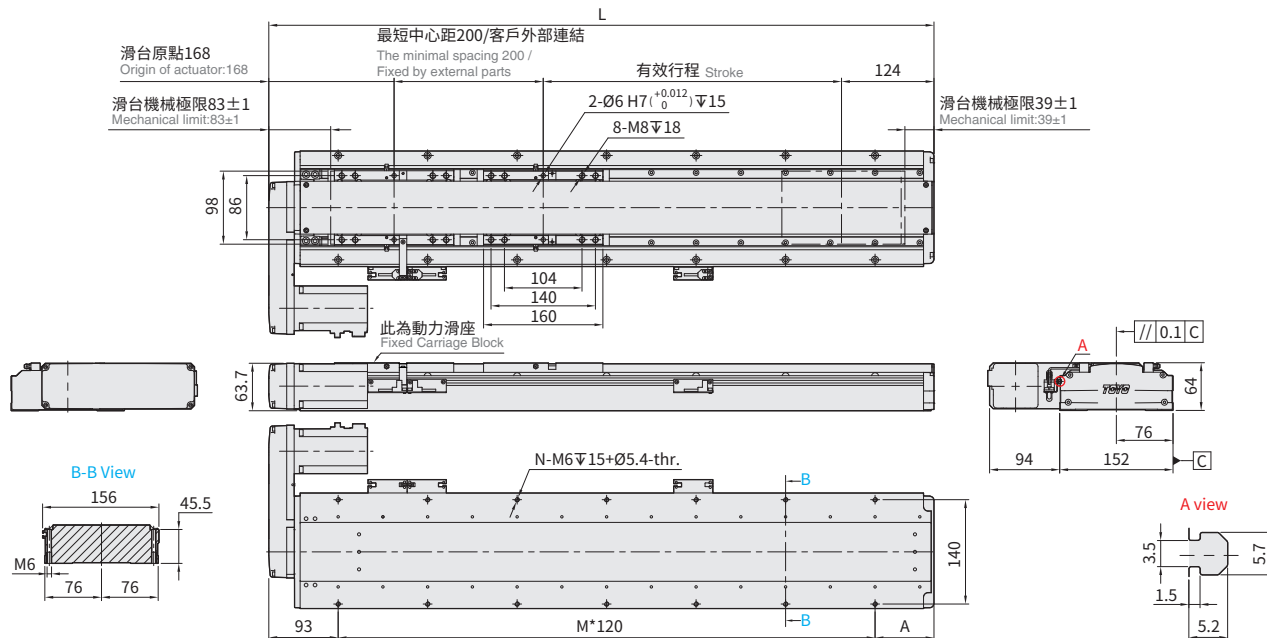 L
最短中心距200/客戶外部連結
The minimal spacing 200 /
Fixed by external parts
滑台原點168
Origin of actuator:168
有效行程 Stroke
124
滑台機械極限83±1
Mechanical limit:83±1
2-Ø6 H7(+0.012 0)↧15
8-M8↧18
滑台機械極限39±1
Mechanical limit:39±1
98
86
104
140
160
此為動力滑座
Fixed Carriage Block
63.7
A
// 0.1 C
TOYO
64
76
94
152
C
B-B View
156
45.5
M6
76
76
N-M6↧15+Ø5.4-thr.
B
B
140
93
M*120
A
A view
3.5
5.7
1.5
5.2